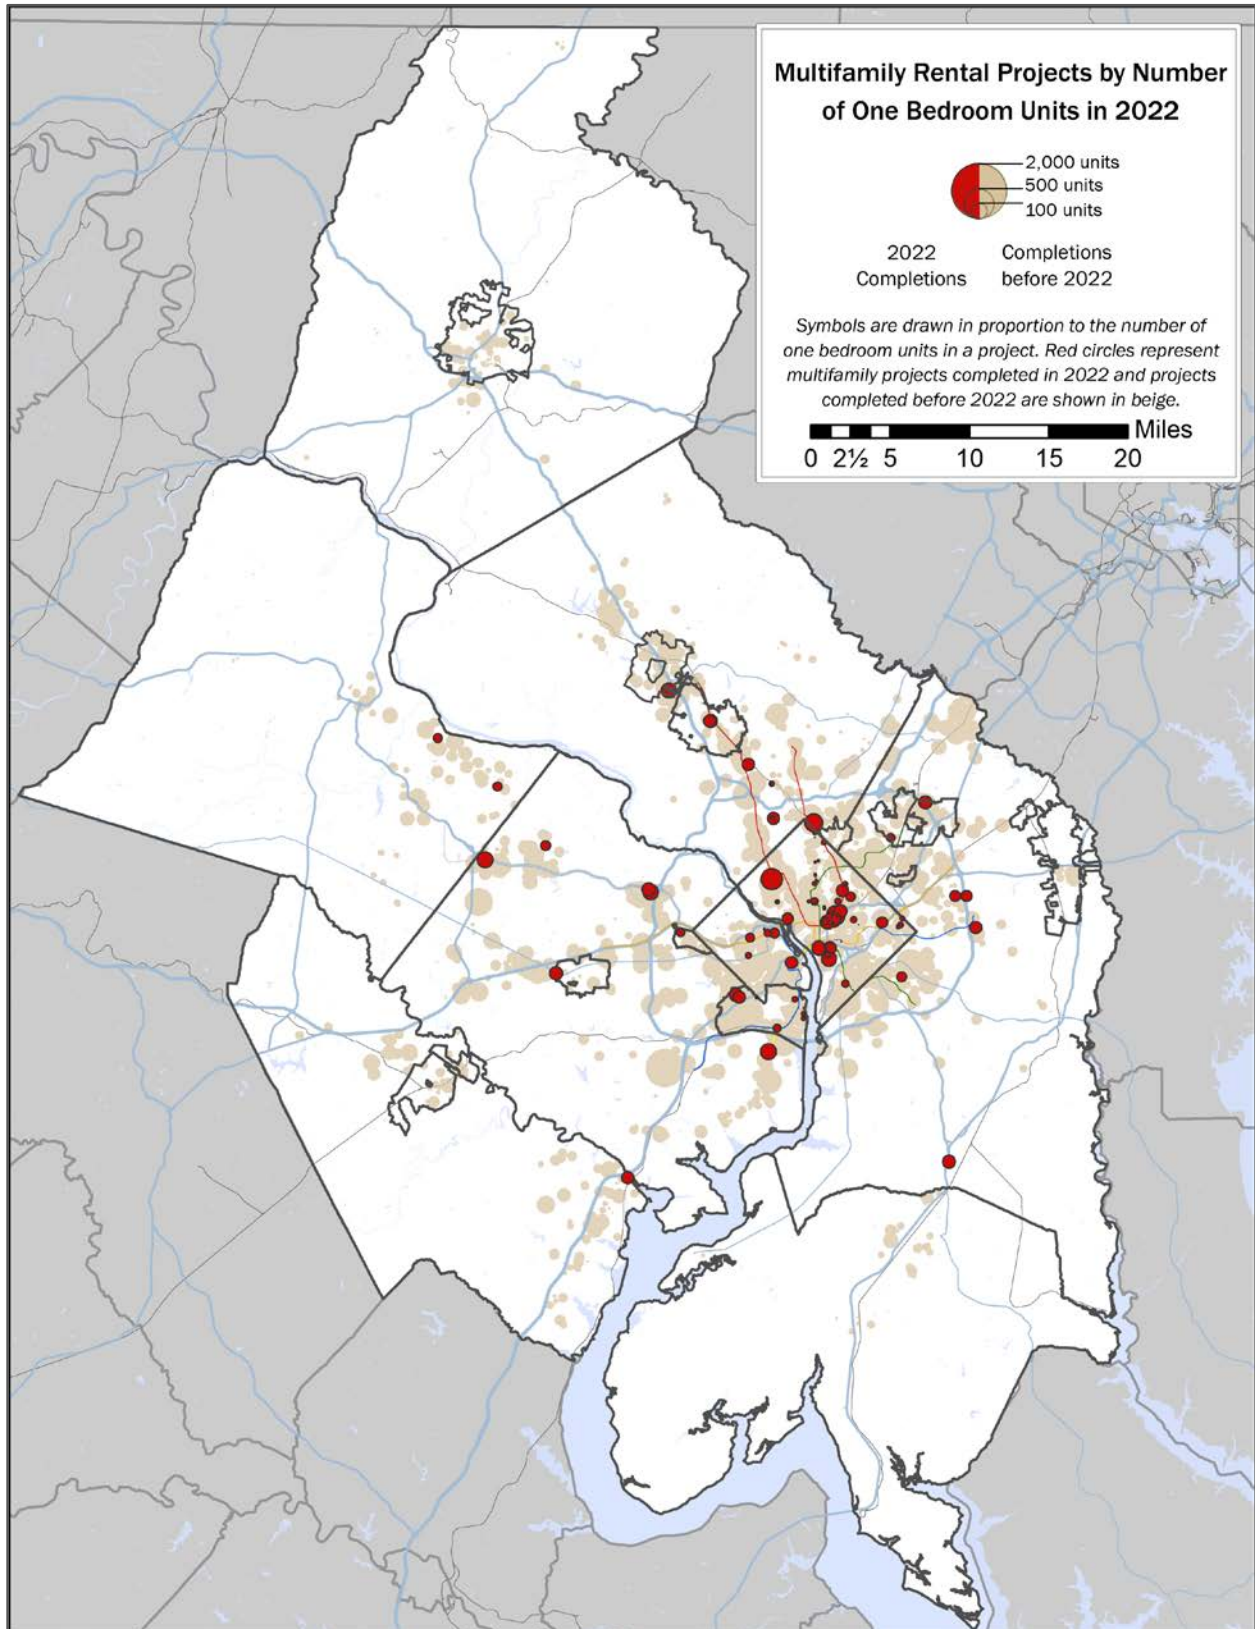 Multifamily Rental Projects by Number
of One Bedroom Units in 2022
2,000 units
500 units
100 units
2022
Completions
Completions
before 2022
Symbols are drawn in proportion to the number of
one bedroom units in a project. Red circles represent
multifamily projects completed in 2022 and projects
completed before 2022 are shown in beige.
Miles
0 2½ 5 10 15 20